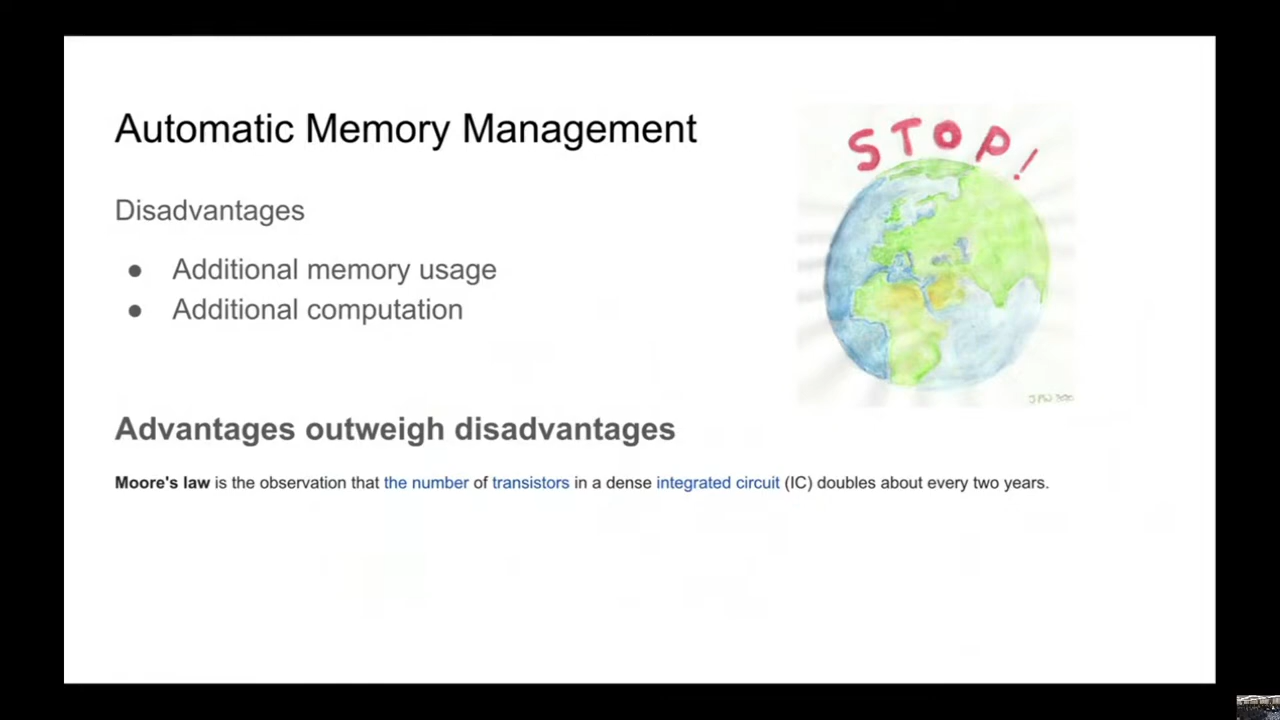 Automatic Memory Management
STOP!
Disadvantages
● Additional memory usage
● Additional computation
Advantages outweigh disadvantages
Moore's law is the observation that the number of transistors in a dense integrated circuit (IC) doubles about every two years.